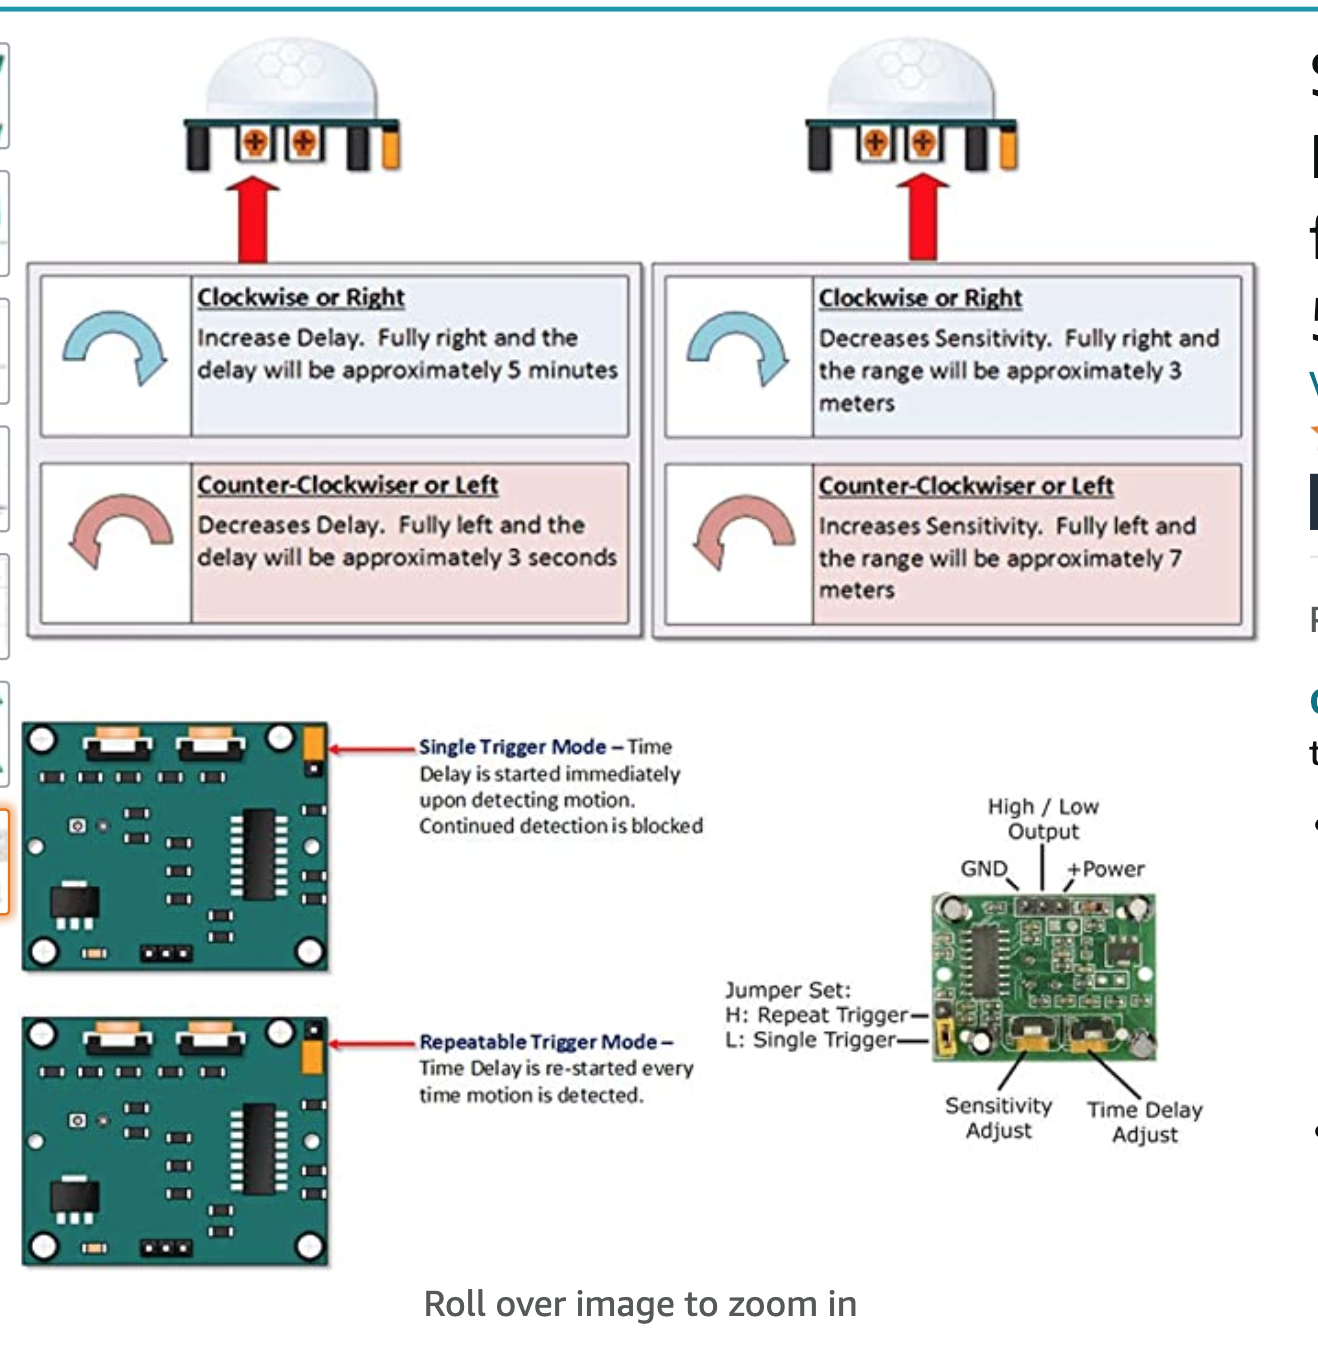 Clockwise or Right
Increase Delay. Fully right and the
delay will be approximately 5 minutes
Counter-Clockwiser or Left
Decreases Delay. Fully left and the
delay will be approximately 3 seconds
Clockwise or Right
Decreases Sensitivity. Fully right and
the range will be approximately 3
meters
Counter-Clockwiser or Left
Increases Sensitivity. Fully left and
the range will be approximately 7
meters
Single Trigger Mode – Time
Delay is started immediately
upon detecting motion.
Continued detection is blocked
Repeatable Trigger Mode –
Time Delay is re-started every
time motion is detected.
High / Low
Output
GND
+Power
Jumper Set:
H: Repeat Trigger
L: Single Trigger
Sensitivity
Adjust
Time Delay
Adjust
Roll over image to zoom in